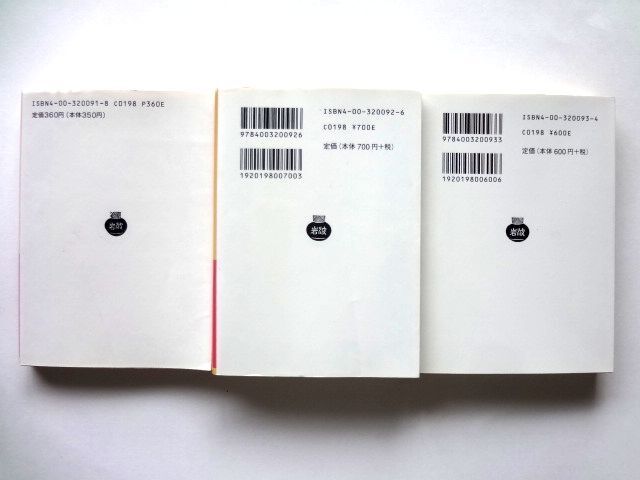 ISBN4-00-320091-8 C0198 P360E
定価360円(本体350円)
岩波
9784003200926
1920198007003
ISBN4-00-320092-6
C0198 ¥700E
定価(本体 700円+税)
岩波
9784003200933
1920198006006
ISBN4-00-320093-4
C0198 ¥600E
定価(本体 600円+税)
岩波